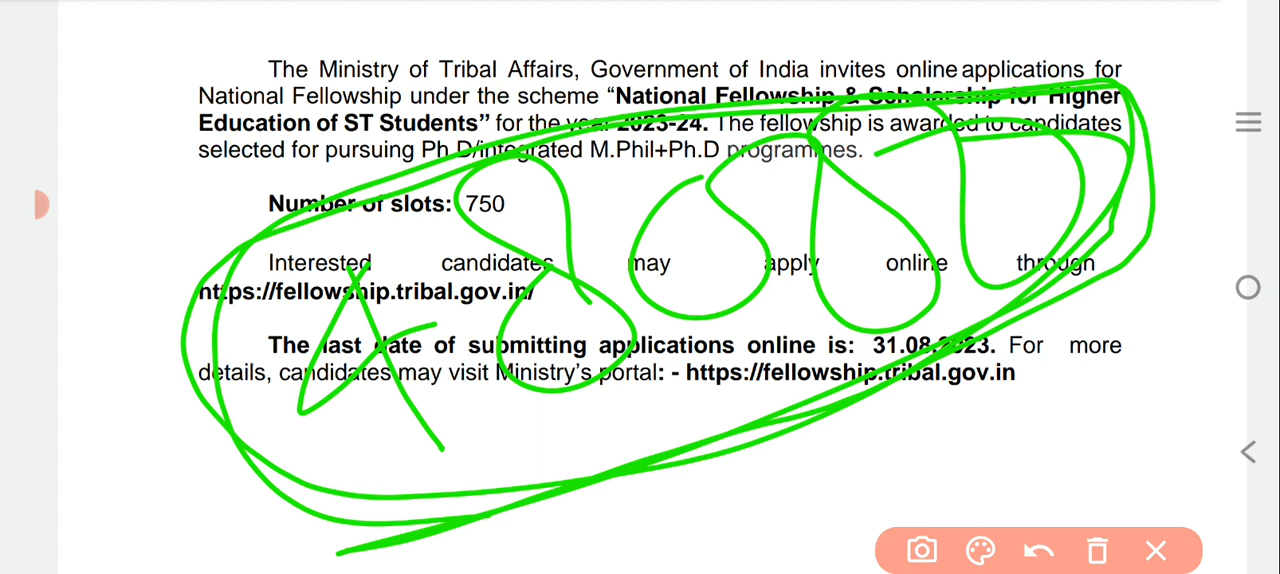 The Ministry of Tribal Affairs, Government of India invites online applications for
National Fellowship under the scheme “National Fellowship & Scholarship for Higher
Education of ST Students” for the year 2023-24. The fellowship is awarded to candidates
selected for pursuing Ph.D/integrated M.Phil+Ph.D programmes.
Number of slots: 750
Interested candidates may apply online through
https://fellowship.tribal.gov.in/
The last date of submitting applications online is: 31.08.2023. For more
details, candidates may visit Ministry’s portal: - https://fellowship.tribal.gov.in